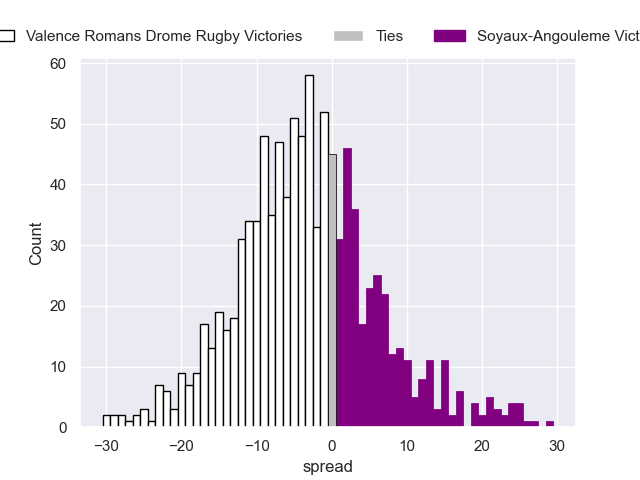 Valence Romans Drome Rugby Victories Ties Soyaux-Angouleme Vict
60
50
40
30
20
10
0
Count
−30 −20 −10 0 10 20 30
spread